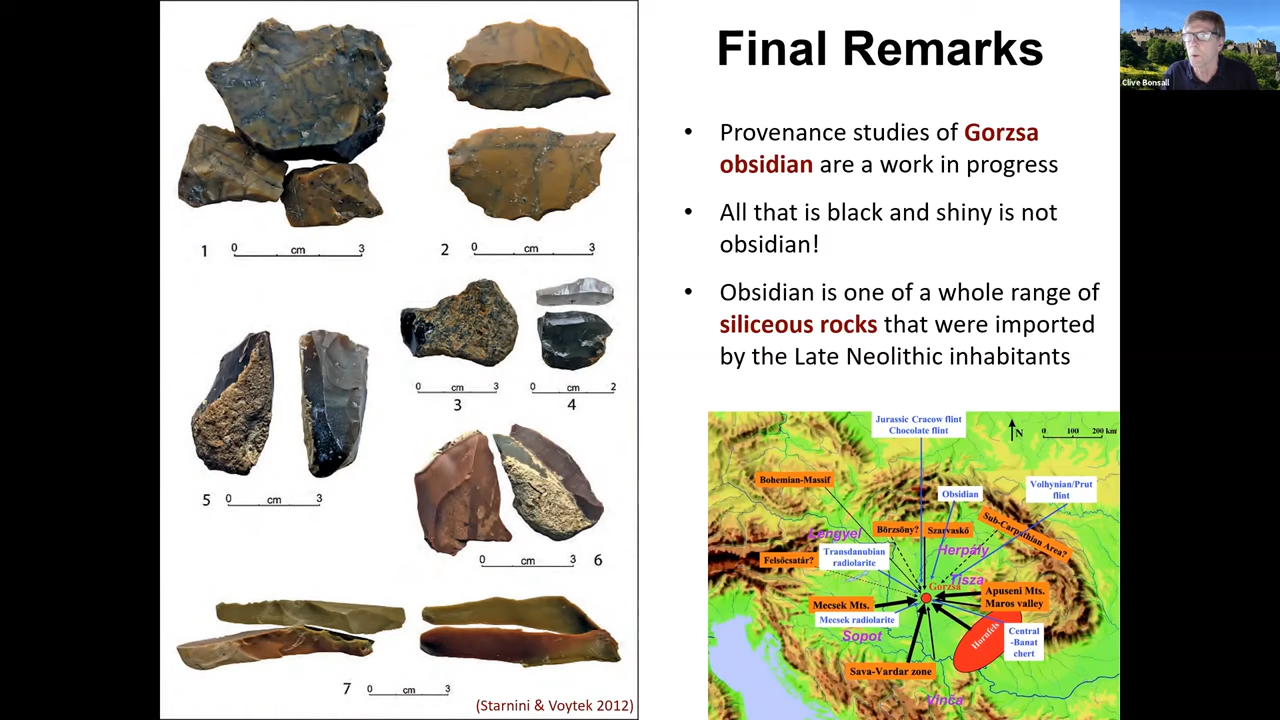 Final Remarks
Clive Bonsall
• Provenance studies of Gorzsa
obsidian are a work in progress
• All that is black and shiny is not
obsidian!
• Obsidian is one of a whole range of
siliceous rocks that were imported
by the Late Neolithic inhabitants
1 0 cm 3
2 0 cm 3
0 cm 3
3
0 cm 2
4
5 0 cm 3
0 cm 3 6
7 0 cm 3
(Starnini & Voytek 2012)
Jurassic Cracow flint
Chocolate flint
N
0 100 200 km
Bohemian-Massif
Obsidian
Volhynian/Prut
flint
Börzsöny?
Szarvaskő
Sub-Carpathian Area?
Lengyel
Herpály
Felsőcsatár?
Transdanubian
radiolarite
Tisza
Gorzsa
Apuseni Mts.
Maros valley
Mecsek Mts.
Mecsek radiolarite
Sopot
Hornfels
Central
-Banat
chert
Sava-Vardar zone
Vinča